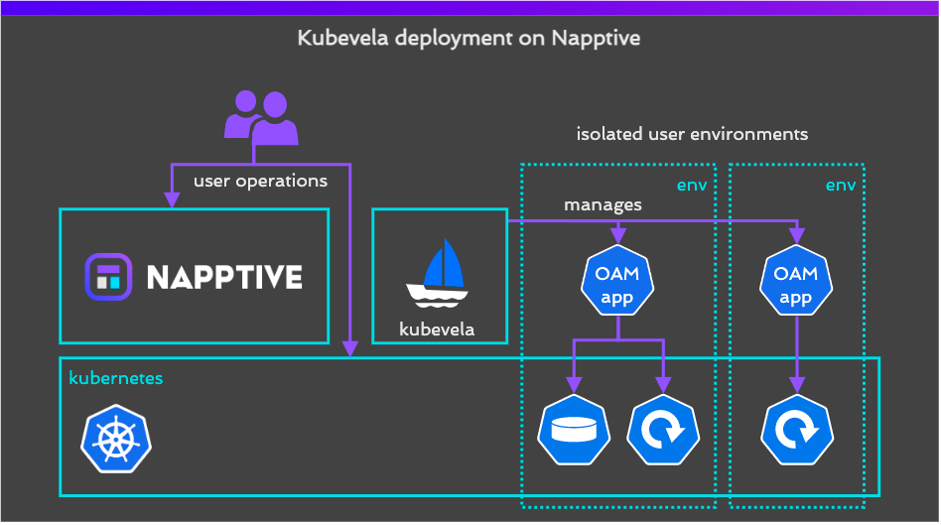 Kubevela deployment on Napptive
isolated user environments
user operations
env
env
manages
NAPPTIVE
kubevela
OAM
app
OAM
app
kubernetes